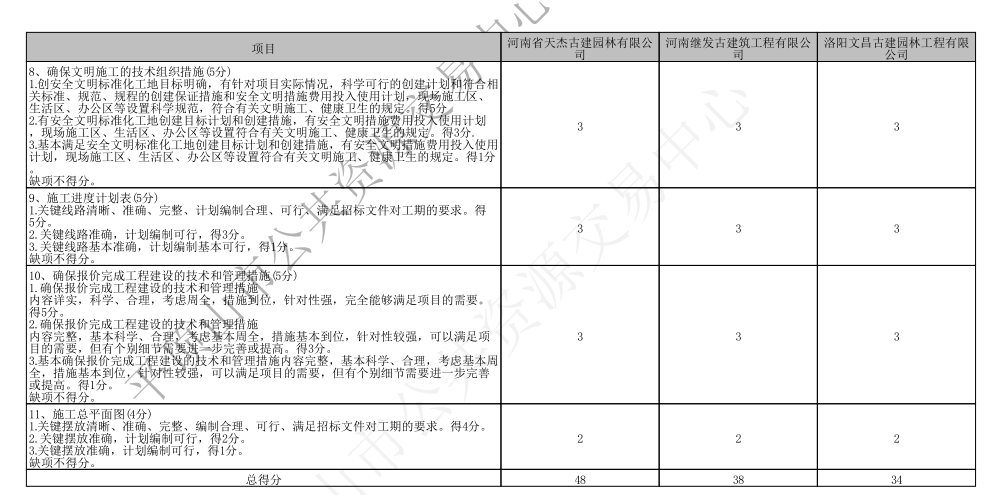 项目
河南省天杰古建园林有限公
司
河南继发古建筑工程有限公
司
洛阳文昌古建园林工程有限
公司
8、确保文明施工的技术组织措施(5分)
1.创安全文明标准化工地目标明确，有针对项目实际情况，科学可行的创建计划和符合相
关标准、规范、规程的创建保证措施和安全文明措施费用投入使用计划，现场施工区、
生活区、办公区等设置科学规范，符合有关文明施工、健康卫生的规定。得5分。
2.有安全文明标准化工地创建目标计划和创建措施，有安全文明措施费用投入使用计划
，现场施工区、生活区、办公区等设置符合有关文明施工、健康卫生的规定。得3分.
3.基本满足安全文明标准化工地创建目标计划和创建措施，有安全文明措施费用投入使用
计划，现场施工区、生活区、办公区等设置符合有关文明施工、健康卫生的规定。得1分
。
缺项不得分。
3
3
3
9、施工进度计划表(5分)
1.关键线路清晰、准确、完整、计划编制合理、可行、满足招标文件对工期的要求。得
5分。
2.关键线路准确，计划编制可行，得3分。
3.关键线路基本准确，计划编制基本可行，得1分。
缺项不得分。
3
3
3
10、确保报价完成工程建设的技术和管理措施(5分)
1.确保报价完成工程建设的技术和管理措施
内容详实，科学、合理，考虑周全，措施到位，针对性强，完全能够满足项目的需要。
得5分。
2.确保报价完成工程建设的技术和管理措施
内容完整，基本科学、合理，考虑基本周全，措施基本到位，针对性较强，可以满足项
目的需要，但有个别细节需要进一步完善或提高。得3分。
3.基本确保报价完成工程建设的技术和管理措施内容完整，基本科学、合理，考虑基本周
全，措施基本到位，针对性较强，可以满足项目的需要，但有个别细节需要进一步完善
或提高。得1分。
缺项不得分。
3
3
3
11、施工总平面图(4分)
1.关键摆放清晰、准确、完整、编制合理、可行、满足招标文件对工期的要求。得4分。
2.关键摆放准确，计划编制可行，得2分。
3.关键摆放准确，计划编制可行，得1分。
缺项不得分。
2
2
2
总得分
48
38
34
平顶山市公共资源交易中心
山市公共资源交易中心